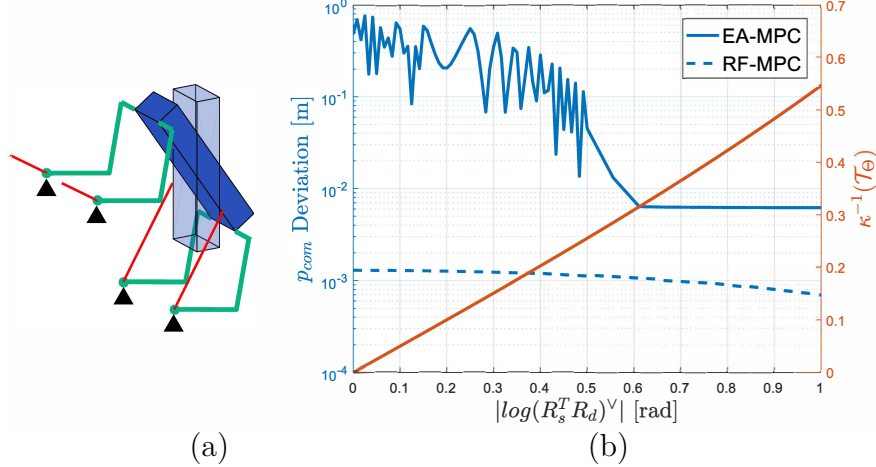 10⁰
10⁻¹
10⁻²
10⁻³
10⁻⁴
p_com Deviation [m]
EA-MPC
RF-MPC
0.7
0.6
0.5
0.4
0.3
0.2
0.1
0
κ⁻¹(𝒯_Θ)
0 0.1 0.2 0.3 0.4 0.5 0.6 0.7 0.8 0.9 1
|log(R_s^T R_d)^∨| [rad]
(a) (b)